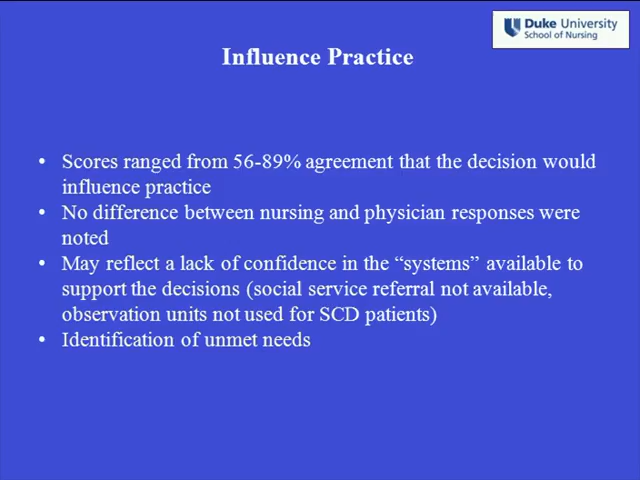 Duke University
School of Nursing
Influence Practice
• Scores ranged from 56-89% agreement that the decision would
influence practice
• No difference between nursing and physician responses were
noted
• May reflect a lack of confidence in the “systems” available to
support the decisions (social service referral not available,
observation units not used for SCD patients)
• Identification of unmet needs